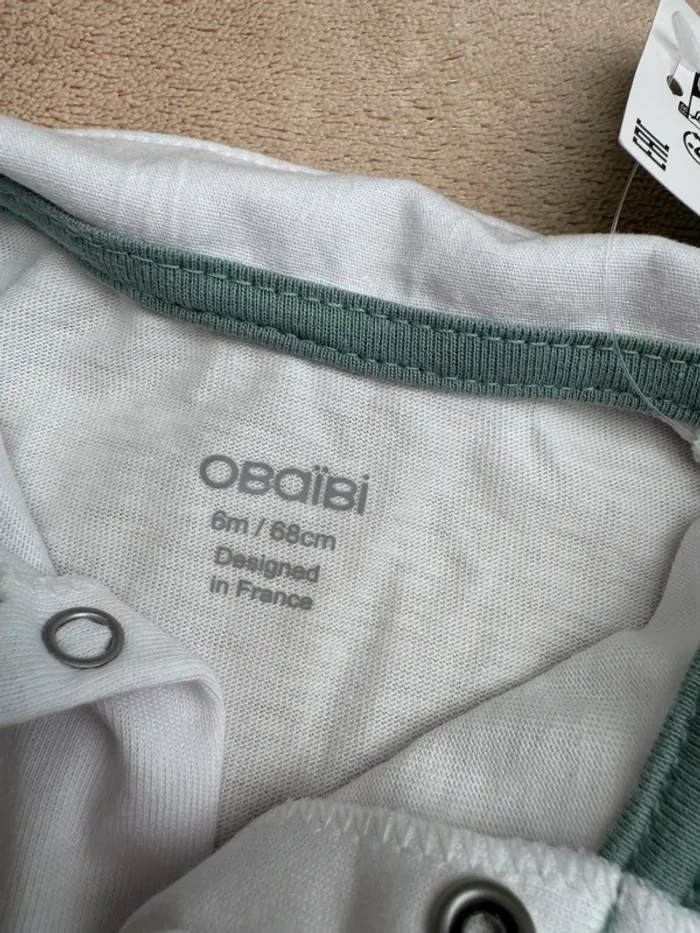 OBaïBi
6m / 68cm
Designed
in France